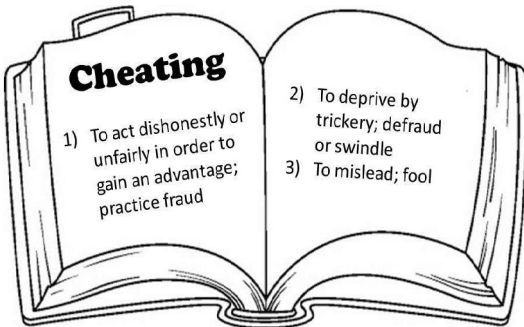 Cheating
1) To act dishonestly or
unfairly in order to
gain an advantage;
practice fraud
2) To deprive by
trickery; defraud
or swindle
3) To mislead; fool